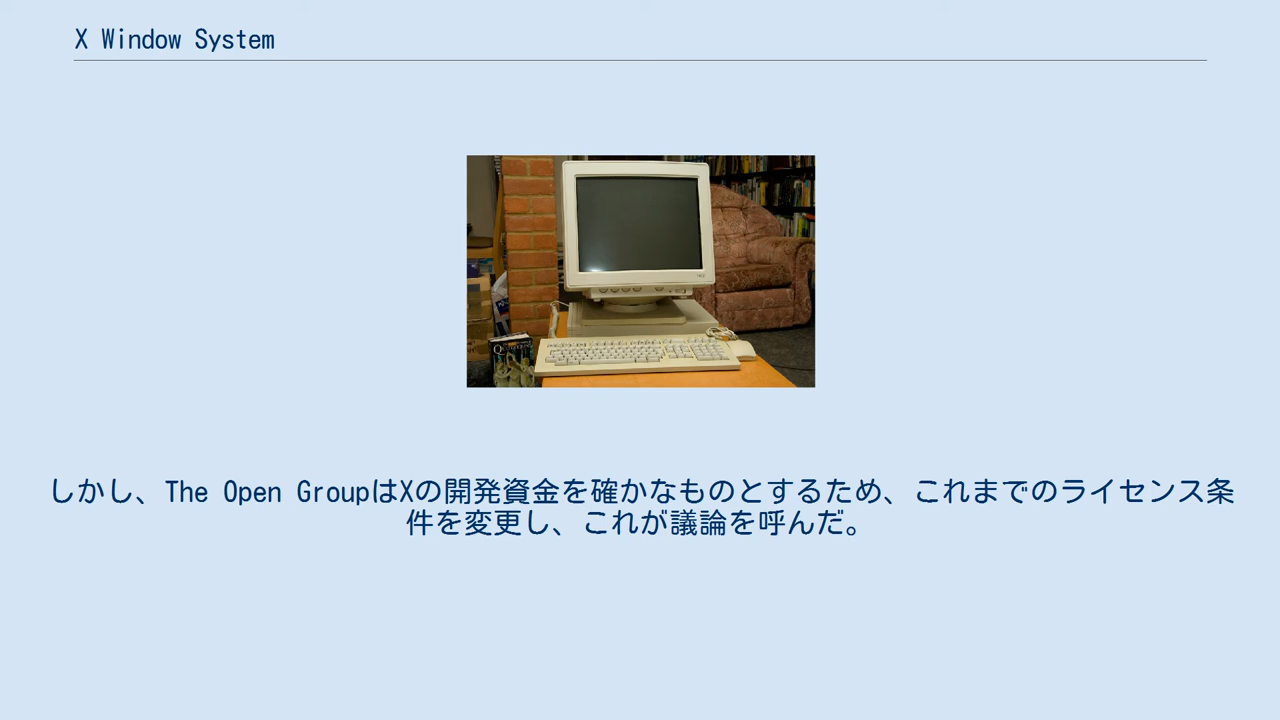 X Window System
しかし、The Open GroupはXの開発資金を確かなものとするため、これまでのライセンス条
件を変更し、これが議論を呼んだ。